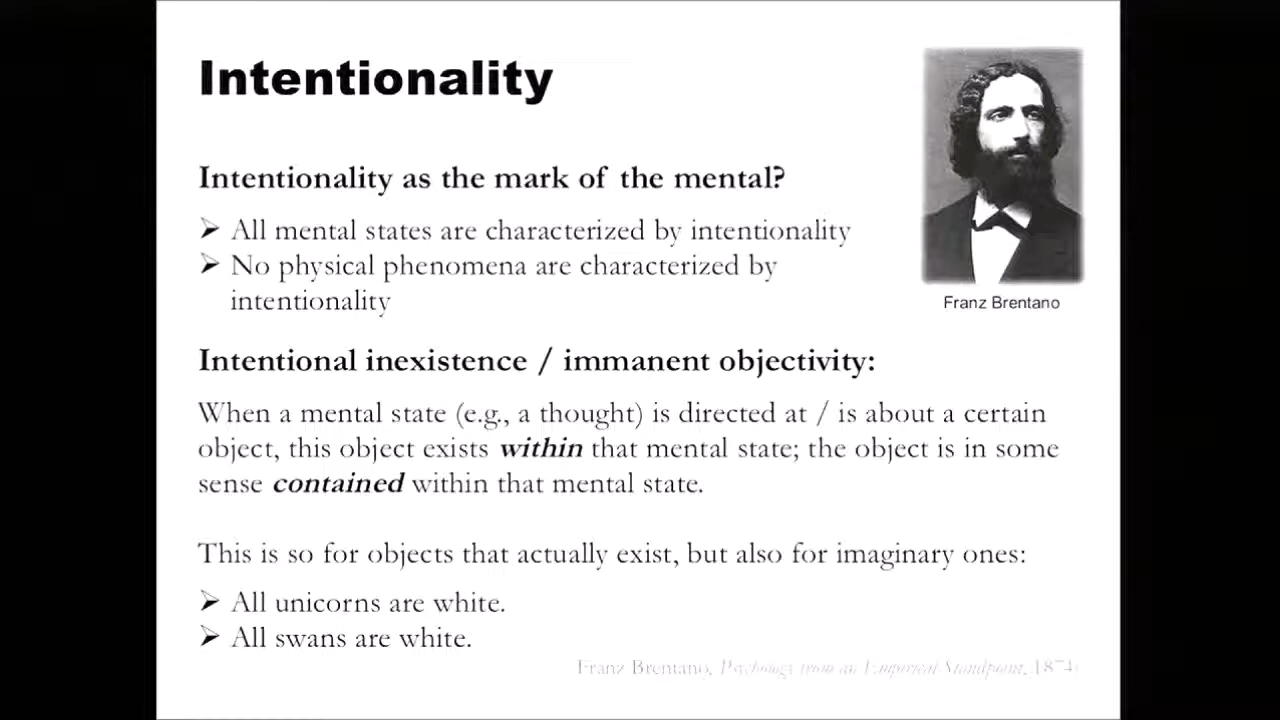 Intentionality
Intentionality as the mark of the mental?
➢ All mental states are characterized by intentionality
➢ No physical phenomena are characterized by
intentionality
Franz Brentano
Intentional inexistence / immanent objectivity:
When a mental state (e.g., a thought) is directed at / is about a certain
object, this object exists within that mental state; the object is in some
sense contained within that mental state.
This is so for objects that actually exist, but also for imaginary ones:
➢ All unicorns are white.
➢ All swans are white.
Franz Brentano, Psychology from an Empirical Standpoint, 1874